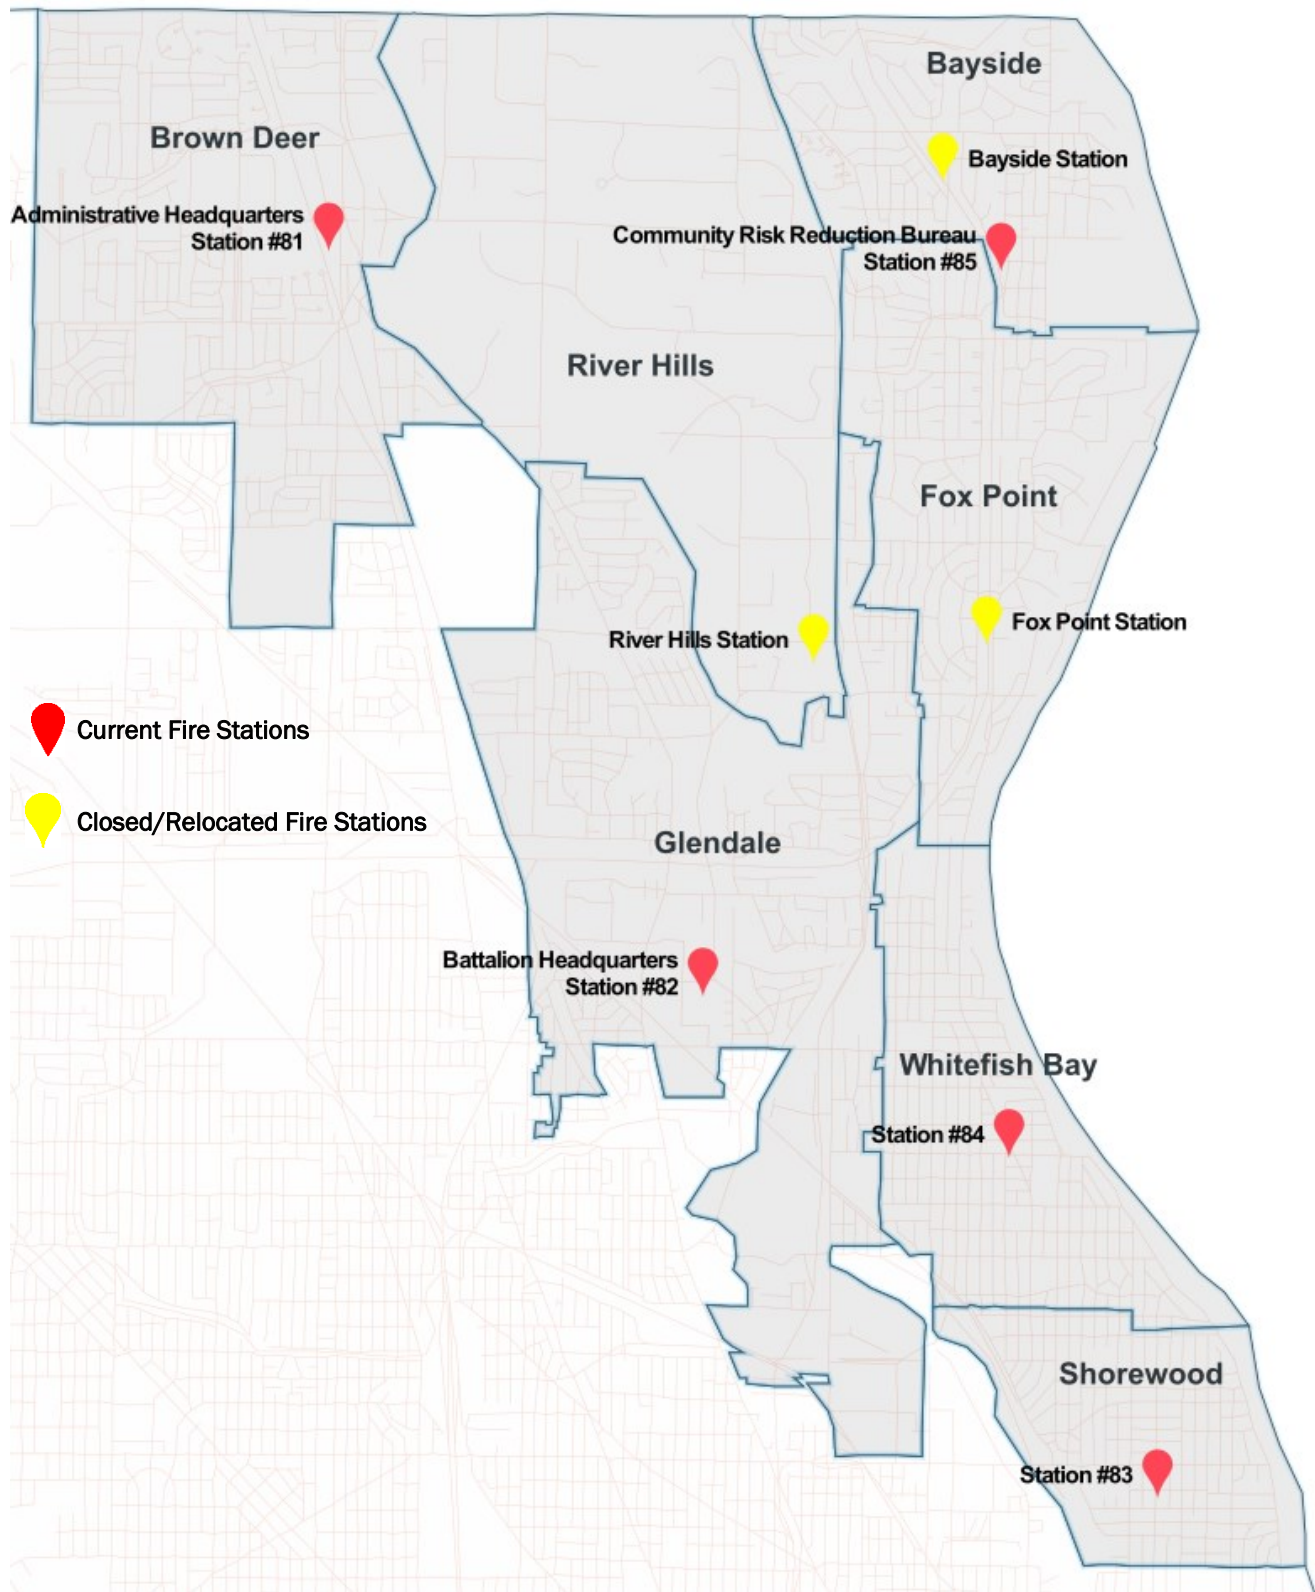 Bayside
Brown Deer
Bayside Station
Administrative Headquarters
Station #81
Community Risk Reduction Bureau
Station #85
River Hills
Fox Point
Fox Point Station
River Hills Station
Current Fire Stations
Closed/Relocated Fire Stations
Glendale
Battalion Headquarters
Station #82
Whitefish Bay
Station #84
Shorewood
Station #83